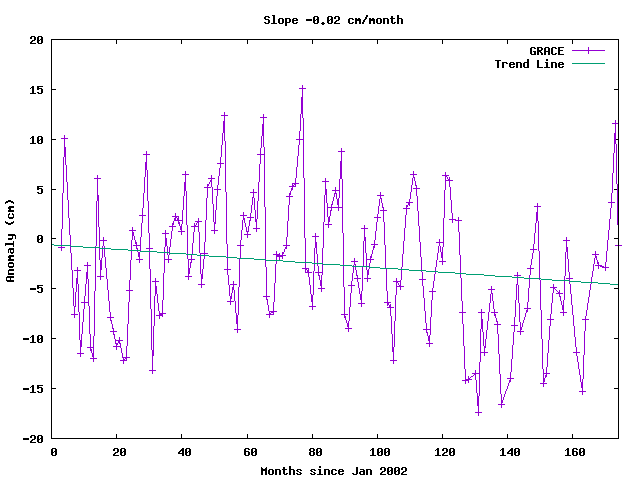 Slope -0.02 cm/month
20
15
10
5
0
-5
-10
-15
-20
Anomaly (cm)
GRACE
Trend Line
0 20 40 60 80 100 120 140 160
Months since Jan 2002